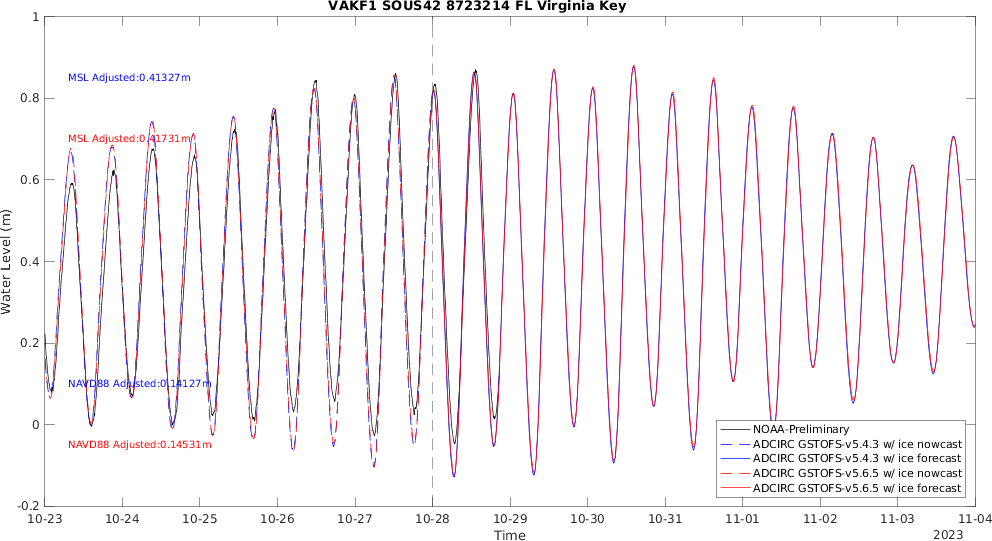 VAKF1 SOUS42 8723214 FL Virginia Key
1
0.8
0.6
0.4
0.2
0
-0.2
Water Level (m)
MSL Adjusted:0.41327m
MSL Adjusted:0.41731m
NAVD88 Adjusted:0.14127m
NAVD88 Adjusted:0.14531m
NOAA-Preliminary
ADCIRC GSTOFS-v5.4.3 w/ ice nowcast
ADCIRC GSTOFS-v5.4.3 w/ ice forecast
ADCIRC GSTOFS-v5.6.5 w/ ice nowcast
ADCIRC GSTOFS-v5.6.5 w/ ice forecast
10-23 10-24 10-25 10-26 10-27 10-28 10-29 10-30 10-31 11-01 11-02 11-03 11-04
Time
2023